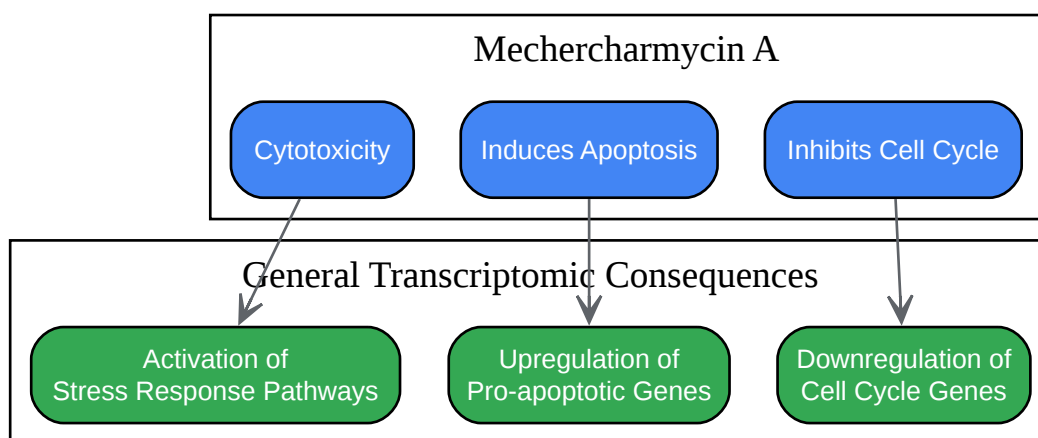 Mechercharmycin A
Cytotoxicity
Induces Apoptosis
Inhibits Cell Cycle
General Transcriptomic Consequences
Activation of
Stress Response Pathways
Upregulation of
Pro-apoptotic Genes
Downregulation of
Cell Cycle Genes